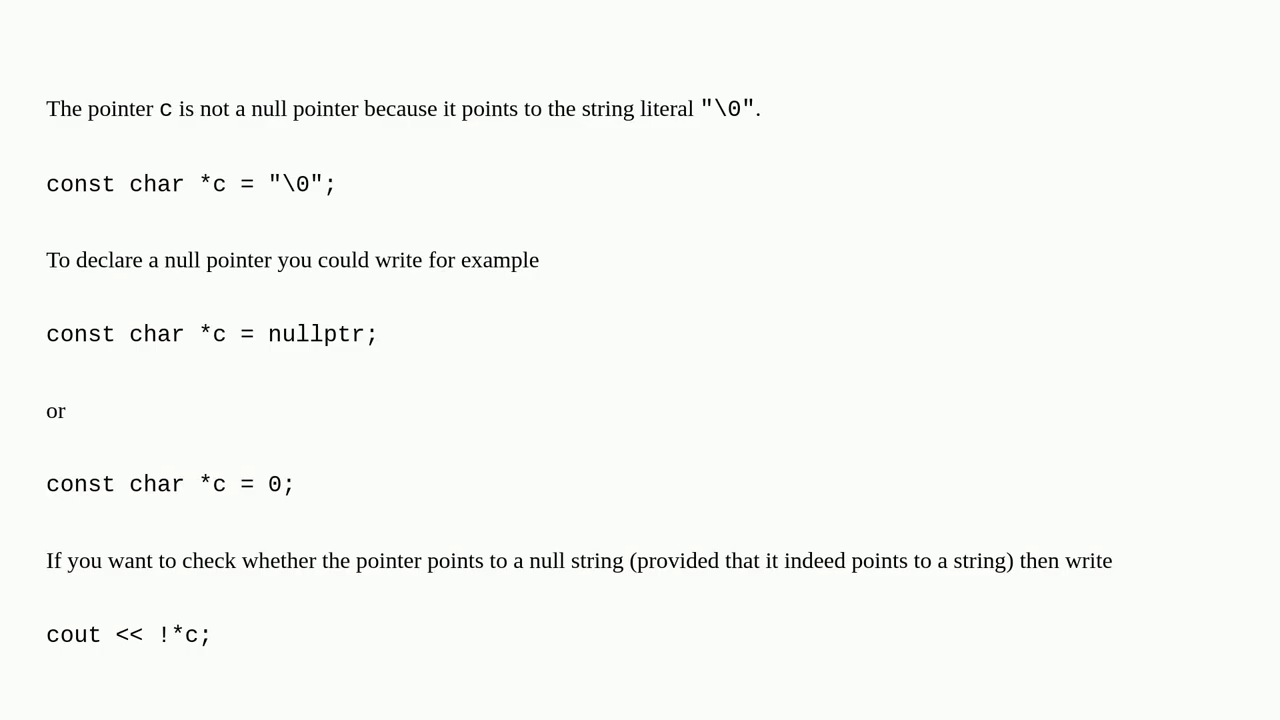 The pointer c is not a null pointer because it points to the string literal "\0".
const char *c = "\0";
To declare a null pointer you could write for example
const char *c = nullptr;
or
const char *c = 0;
If you want to check whether the pointer points to a null string (provided that it indeed points to a string) then write
cout << !*c;